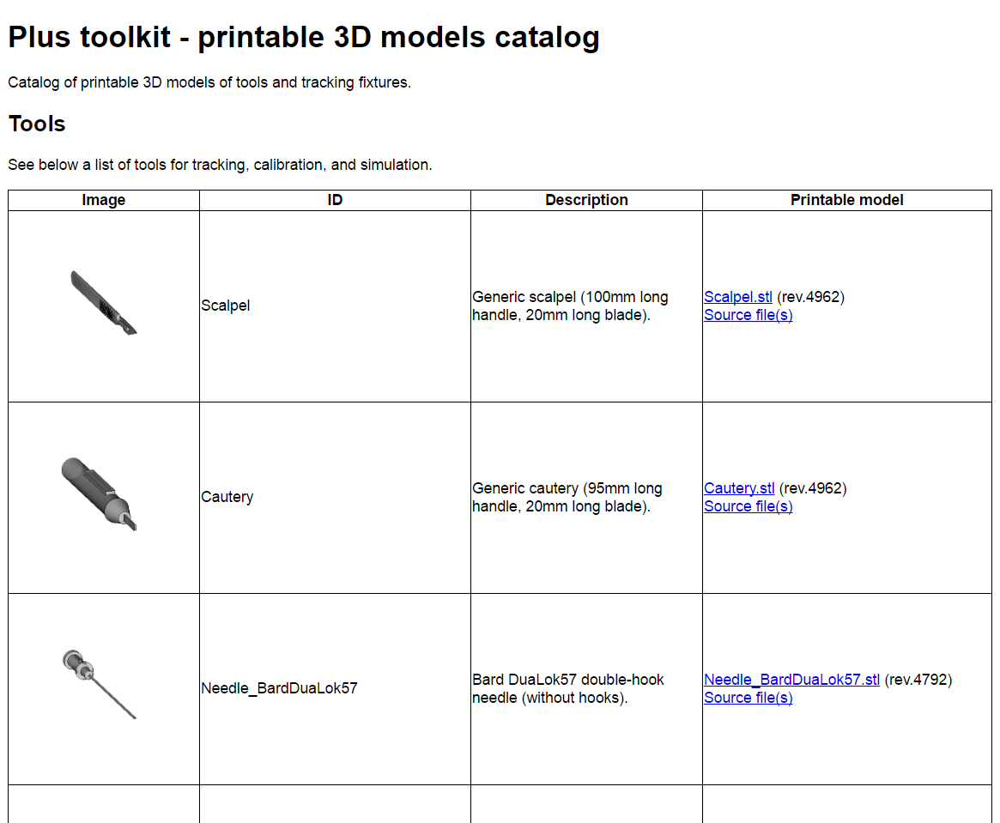 Plus toolkit - printable 3D models catalog
Catalog of printable 3D models of tools and tracking fixtures.
Tools
See below a list of tools for tracking, calibration, and simulation.
Image ID Description Printable model
Scalpel
Generic scalpel (100mm long
handle, 20mm long blade).
Scalpel.stl (rev.4962)
Source file(s)
Cautery
Generic cautery (95mm long
handle, 20mm long blade).
Cautery.stl (rev.4962)
Source file(s)
Needle_BardDuaLok57
Bard DuaLok57 double-hook
needle (without hooks).
Needle_BardDuaLok57.stl (rev.4792)
Source file(s)